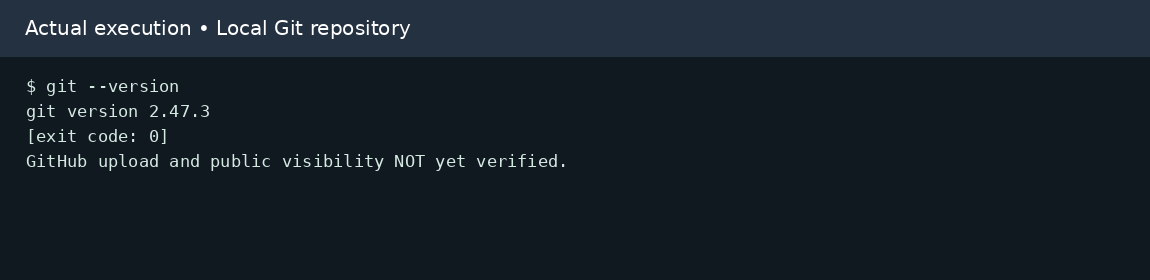 Actual execution • Local Git repository
$ git --version
git version 2.47.3
[exit code: 0]
GitHub upload and public visibility NOT yet verified.